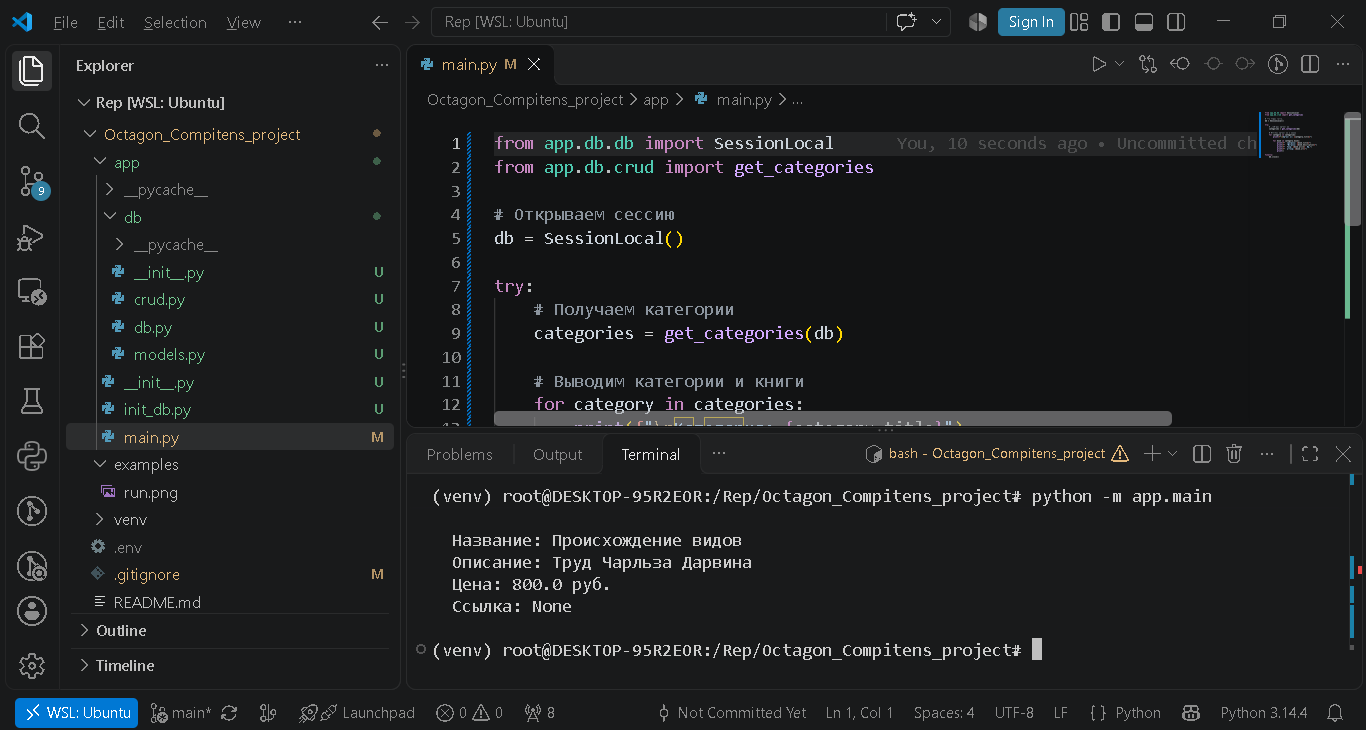 File Edit Selection View ··· Rep [WSL: Ubuntu] Sign In
Explorer ···
Rep [WSL: Ubuntu]
Octagon_Compitens_project
app
__pycache__
db
__pycache__
__init__.py U
crud.py U
db.py U
models.py U
__init__.py U
init_db.py U
main.py M
examples
run.png
venv
.env
.gitignore M
README.md
Outline
Timeline
9
main.py M
Octagon_Compitens_project > app > main.py > ...
1 from app.db.db import SessionLocal You, 10 seconds ago • Uncommitted ch
2 from app.db.crud import get_categories
3
4 # Открываем сессию
5 db = SessionLocal()
6
7 try:
8 # Получаем категории
9 categories = get_categories(db)
10
11 # Выводим категории и книги
12 for category in categories:
Problems Output Terminal ··· bash - Octagon_Compitens_project
(venv) root@DESKTOP-95R2EOR:/Rep/Octagon_Compitens_project# python -m app.main
Название: Происхождение видов
Описание: Труд Чарльза Дарвина
Цена: 800.0 руб.
Ссылка: None
(venv) root@DESKTOP-95R2EOR:/Rep/Octagon_Compitens_project#
WSL: Ubuntu main* Launchpad 0 0 8 Not Committed Yet Ln 1, Col 1 Spaces: 4 UTF-8 LF {} Python Python 3.14.4